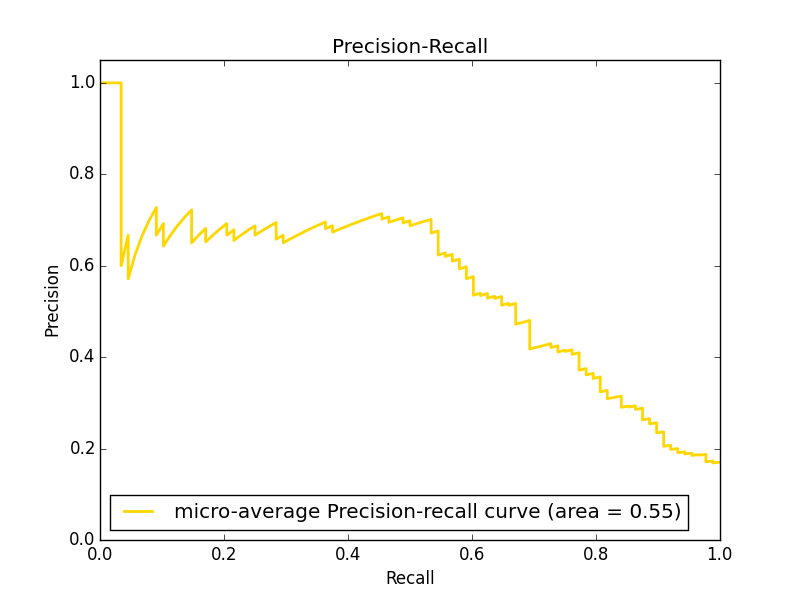 Precision-Recall
1.0
0.8
0.6
0.4
0.2
0.0
Precision
micro-average Precision-recall curve (area = 0.55)
0.0 0.2 0.4 0.6 0.8 1.0
Recall